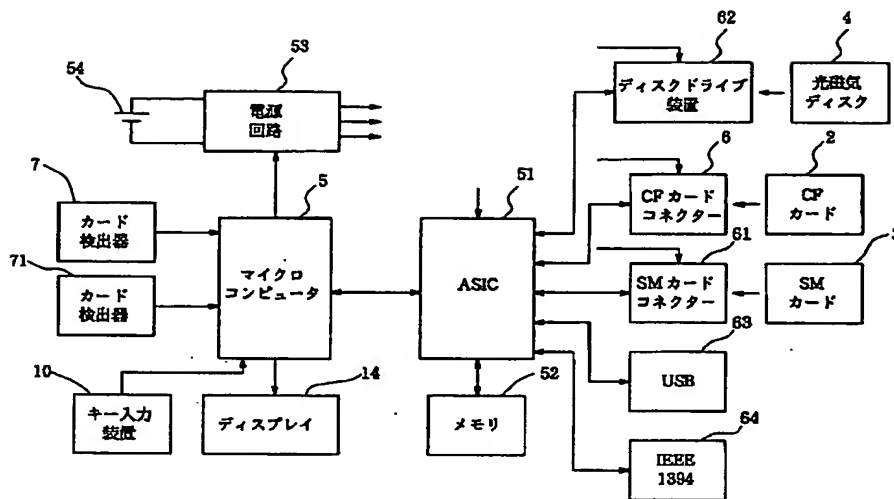 53
54
電源
回路
62
4
ディスクドライブ
装置
光磁気
ディスク
7
カード
検出器
71
カード
検出器
5
マイクロ
コンピュータ
51
ASIC
6
CFカード
コネクター
2
CF
カード
61
SMカード
コネクター
3
SM
カード
63
USB
10
キー入力
装置
14
ディスプレイ
52
メモリ
64
IEEE
1394